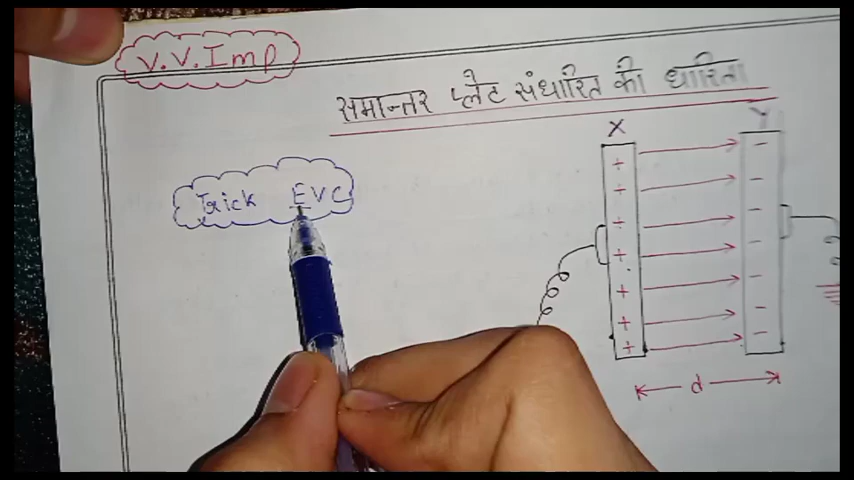 V.V.Imp
समान्तर प्लेट संधारित की धारिता
Trick EVC
X
Y
+ -
+ -
+ -
+ -
+ -
+ -
+ -
d